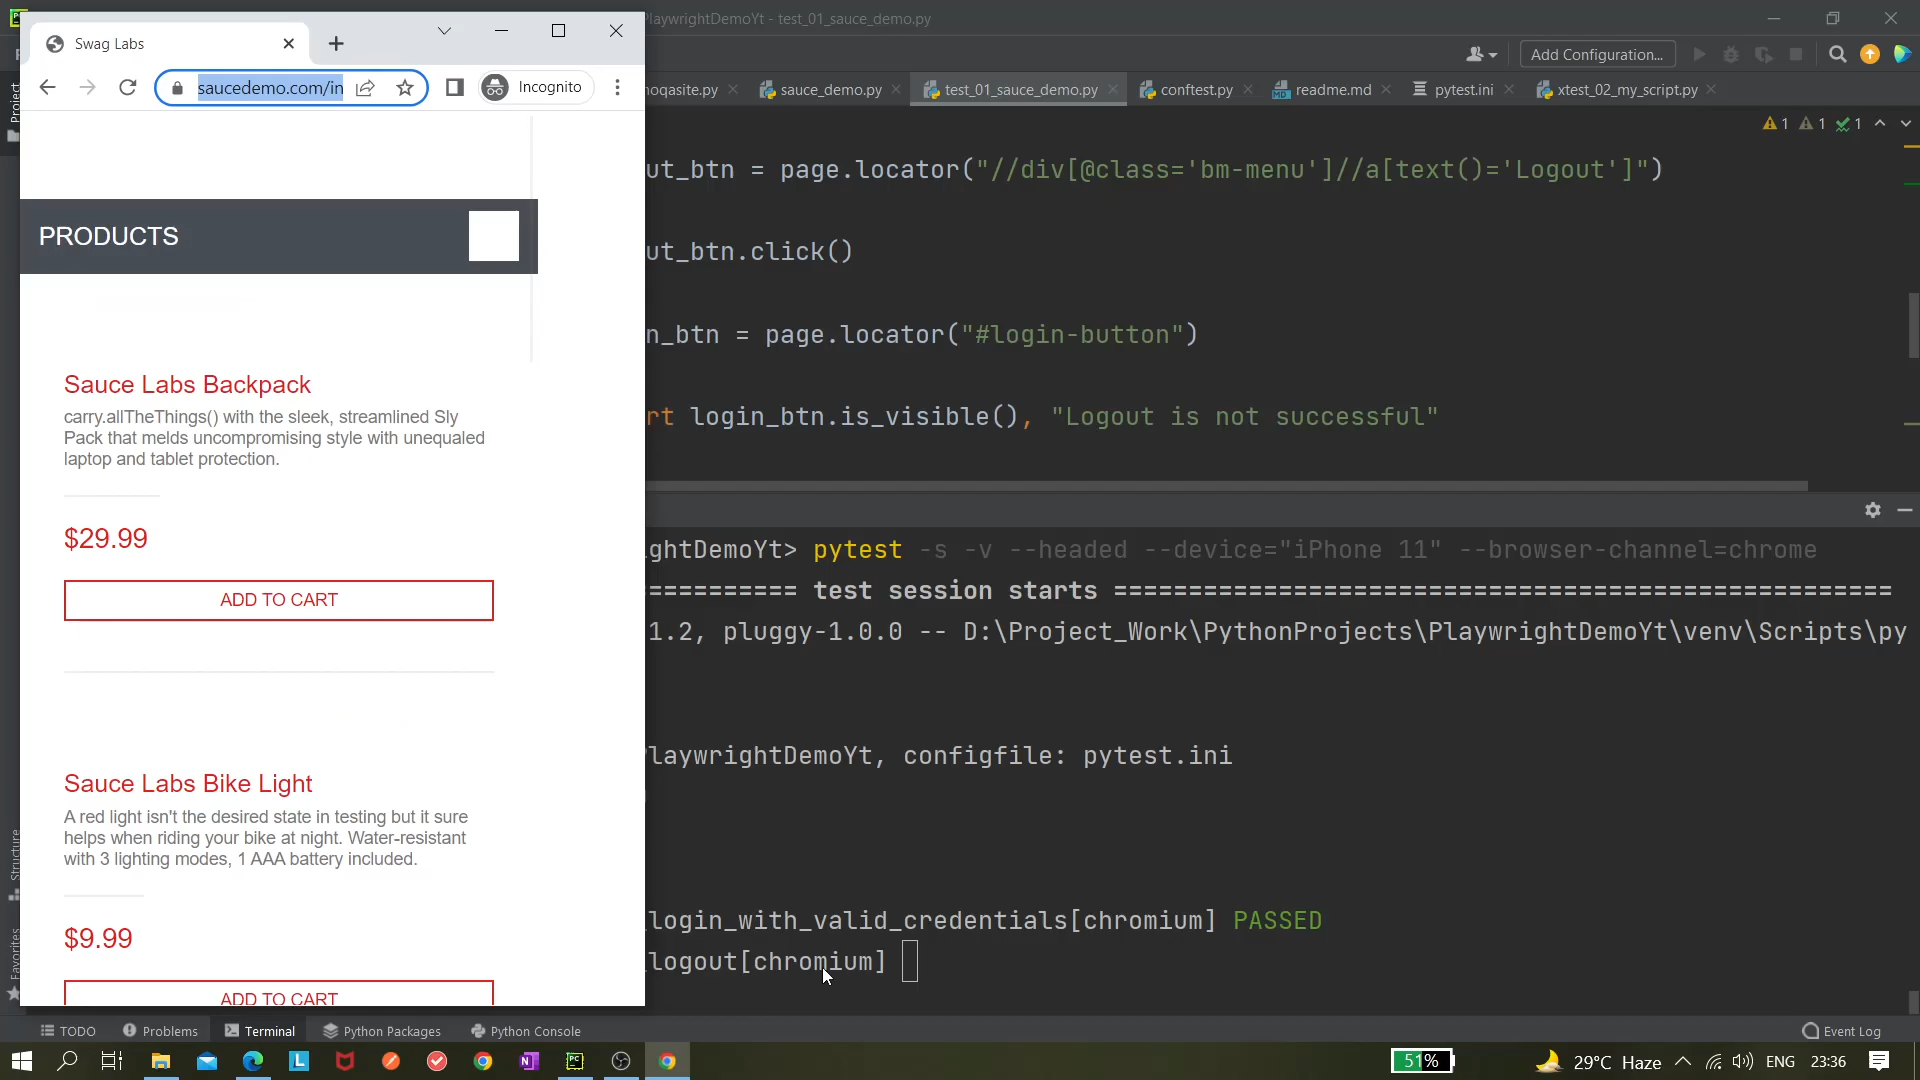 Swag Labs
saucedemo.com/in
Incognito
PRODUCTS
Sauce Labs Backpack
carry.allTheThings() with the sleek, streamlined Sly
Pack that melds uncompromising style with unequaled
laptop and tablet protection.
$29.99
ADD TO CART
Sauce Labs Bike Light
A red light isn't the desired state in testing but it sure
helps when riding your bike at night. Water-resistant
with 3 lighting modes, 1 AAA battery included.
$9.99
ADD TO CART
laywrightDemoYt - test_01_sauce_demo.py
Add Configuration...
noqasite.py
sauce_demo.py
test_01_sauce_demo.py
conftest.py
readme.md
pytest.ini
xtest_02_my_script.py
1 1 1
ut_btn = page.locator("//div[@class='bm-menu']//a[text()='Logout']")
ut_btn.click()
n_btn = page.locator("#login-button")
rt login_btn.is_visible(), "Logout is not successful"
ghtDemoYt> pytest -s -v --headed --device="iPhone 11" --browser-channel=chrome
========== test session starts ====================================================
1.2, pluggy-1.0.0 -- D:\Project_Work\PythonProjects\PlaywrightDemoYt\venv\Scripts\py
laywrightDemoYt, configfile: pytest.ini
login_with_valid_credentials[chromium] PASSED
logout[chromium]
Project
Structure
Favorites
TODO
Problems
Terminal
Python Packages
Python Console
Event Log
51%
29°C Haze
ENG
23:36